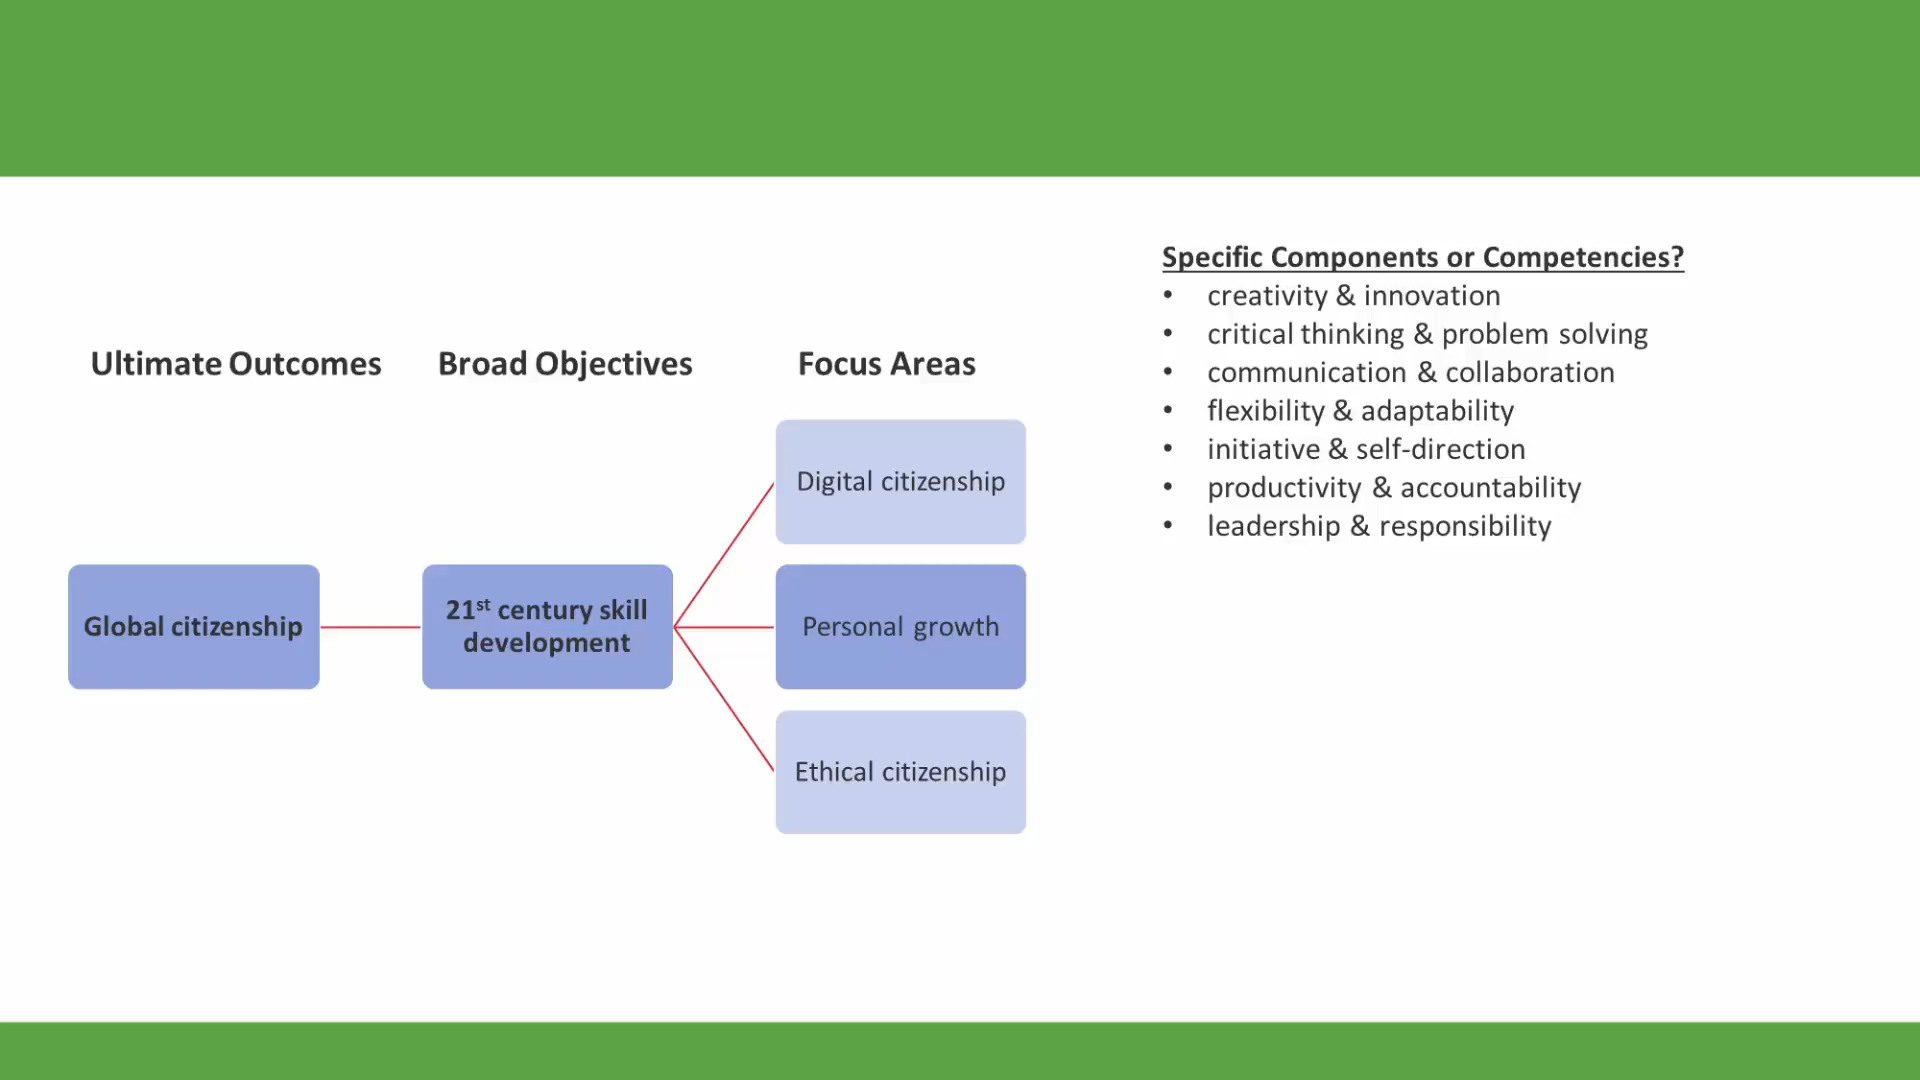 Specific Components or Competencies?
• creativity & innovation
• critical thinking & problem solving
• communication & collaboration
• flexibility & adaptability
• initiative & self-direction
• productivity & accountability
• leadership & responsibility
Ultimate Outcomes
Broad Objectives
Focus Areas
Global citizenship
21st century skill
development
Digital citizenship
Personal growth
Ethical citizenship